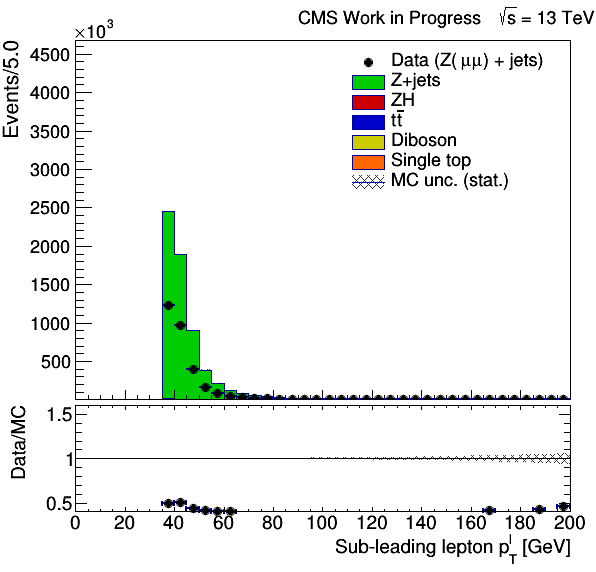 CMS Work in Progress √s = 13 TeV
×10³
Events/5.0
4500
4000
3500
3000
2500
2000
1500
1000
500
Data (Z(μμ) + jets)
Z+jets
ZH
tt̄
Diboson
Single top
MC unc. (stat.)
Data/MC
1.5
1
0.5
0 20 40 60 80 100 120 140 160 180 200
Sub-leading lepton p_T^l [GeV]